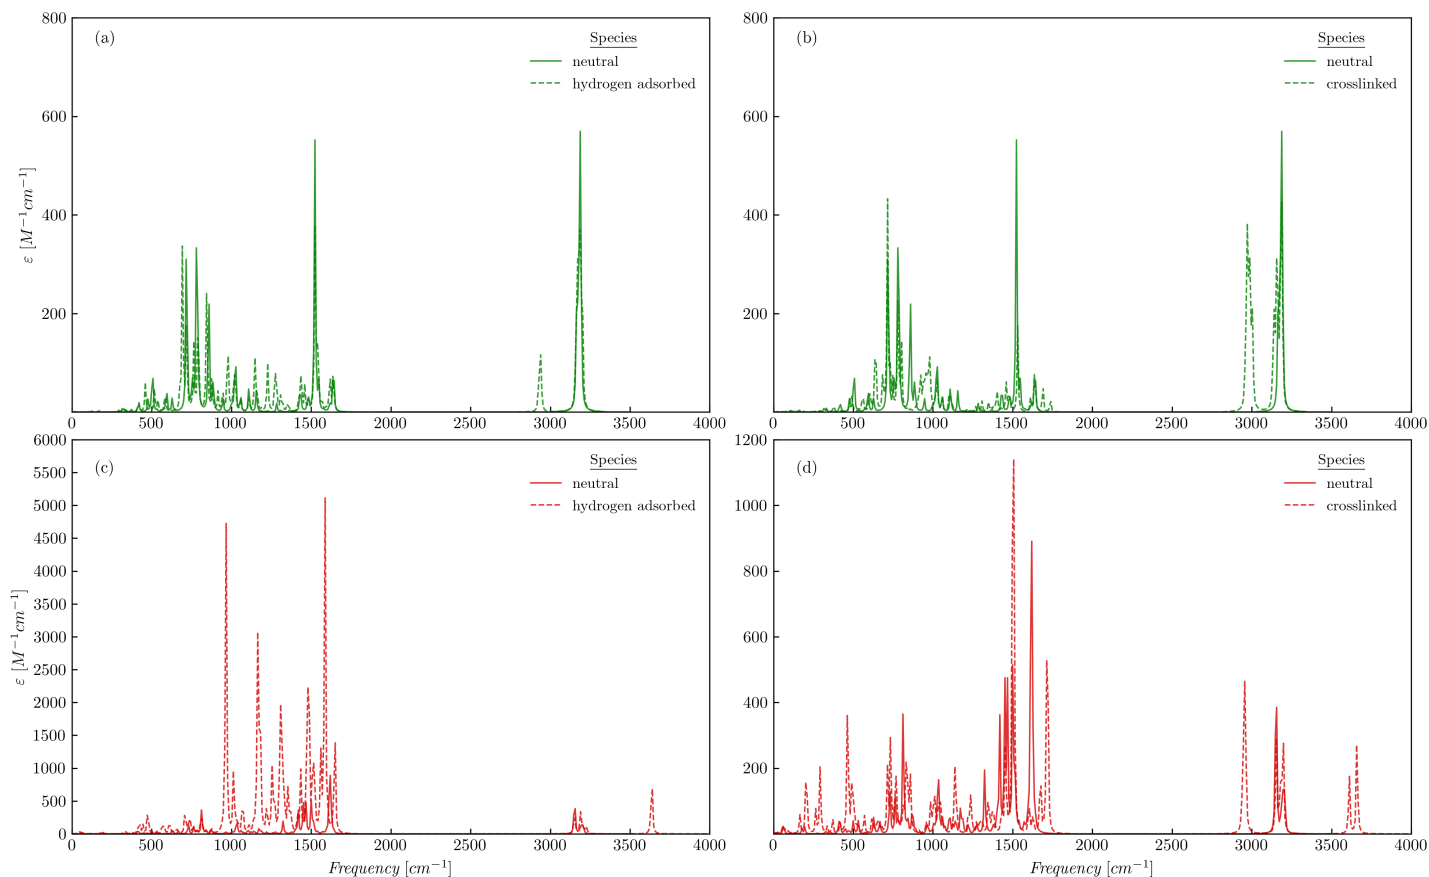 (a)
Species
neutral
hydrogen adsorbed
800
600
400
200
ε [M⁻¹cm⁻¹]
0 500 1000 1500 2000 2500 3000 3500 4000
(b)
Species
neutral
crosslinked
800
600
400
200
0 500 1000 1500 2000 2500 3000 3500 4000
(c)
Species
neutral
hydrogen adsorbed
6000
5500
5000
4500
4000
3500
3000
2500
2000
1500
1000
500
0
ε [M⁻¹cm⁻¹]
0 500 1000 1500 2000 2500 3000 3500 4000
Frequency [cm⁻¹]
(d)
Species
neutral
crosslinked
1200
1000
800
600
400
200
0 500 1000 1500 2000 2500 3000 3500 4000
Frequency [cm⁻¹]